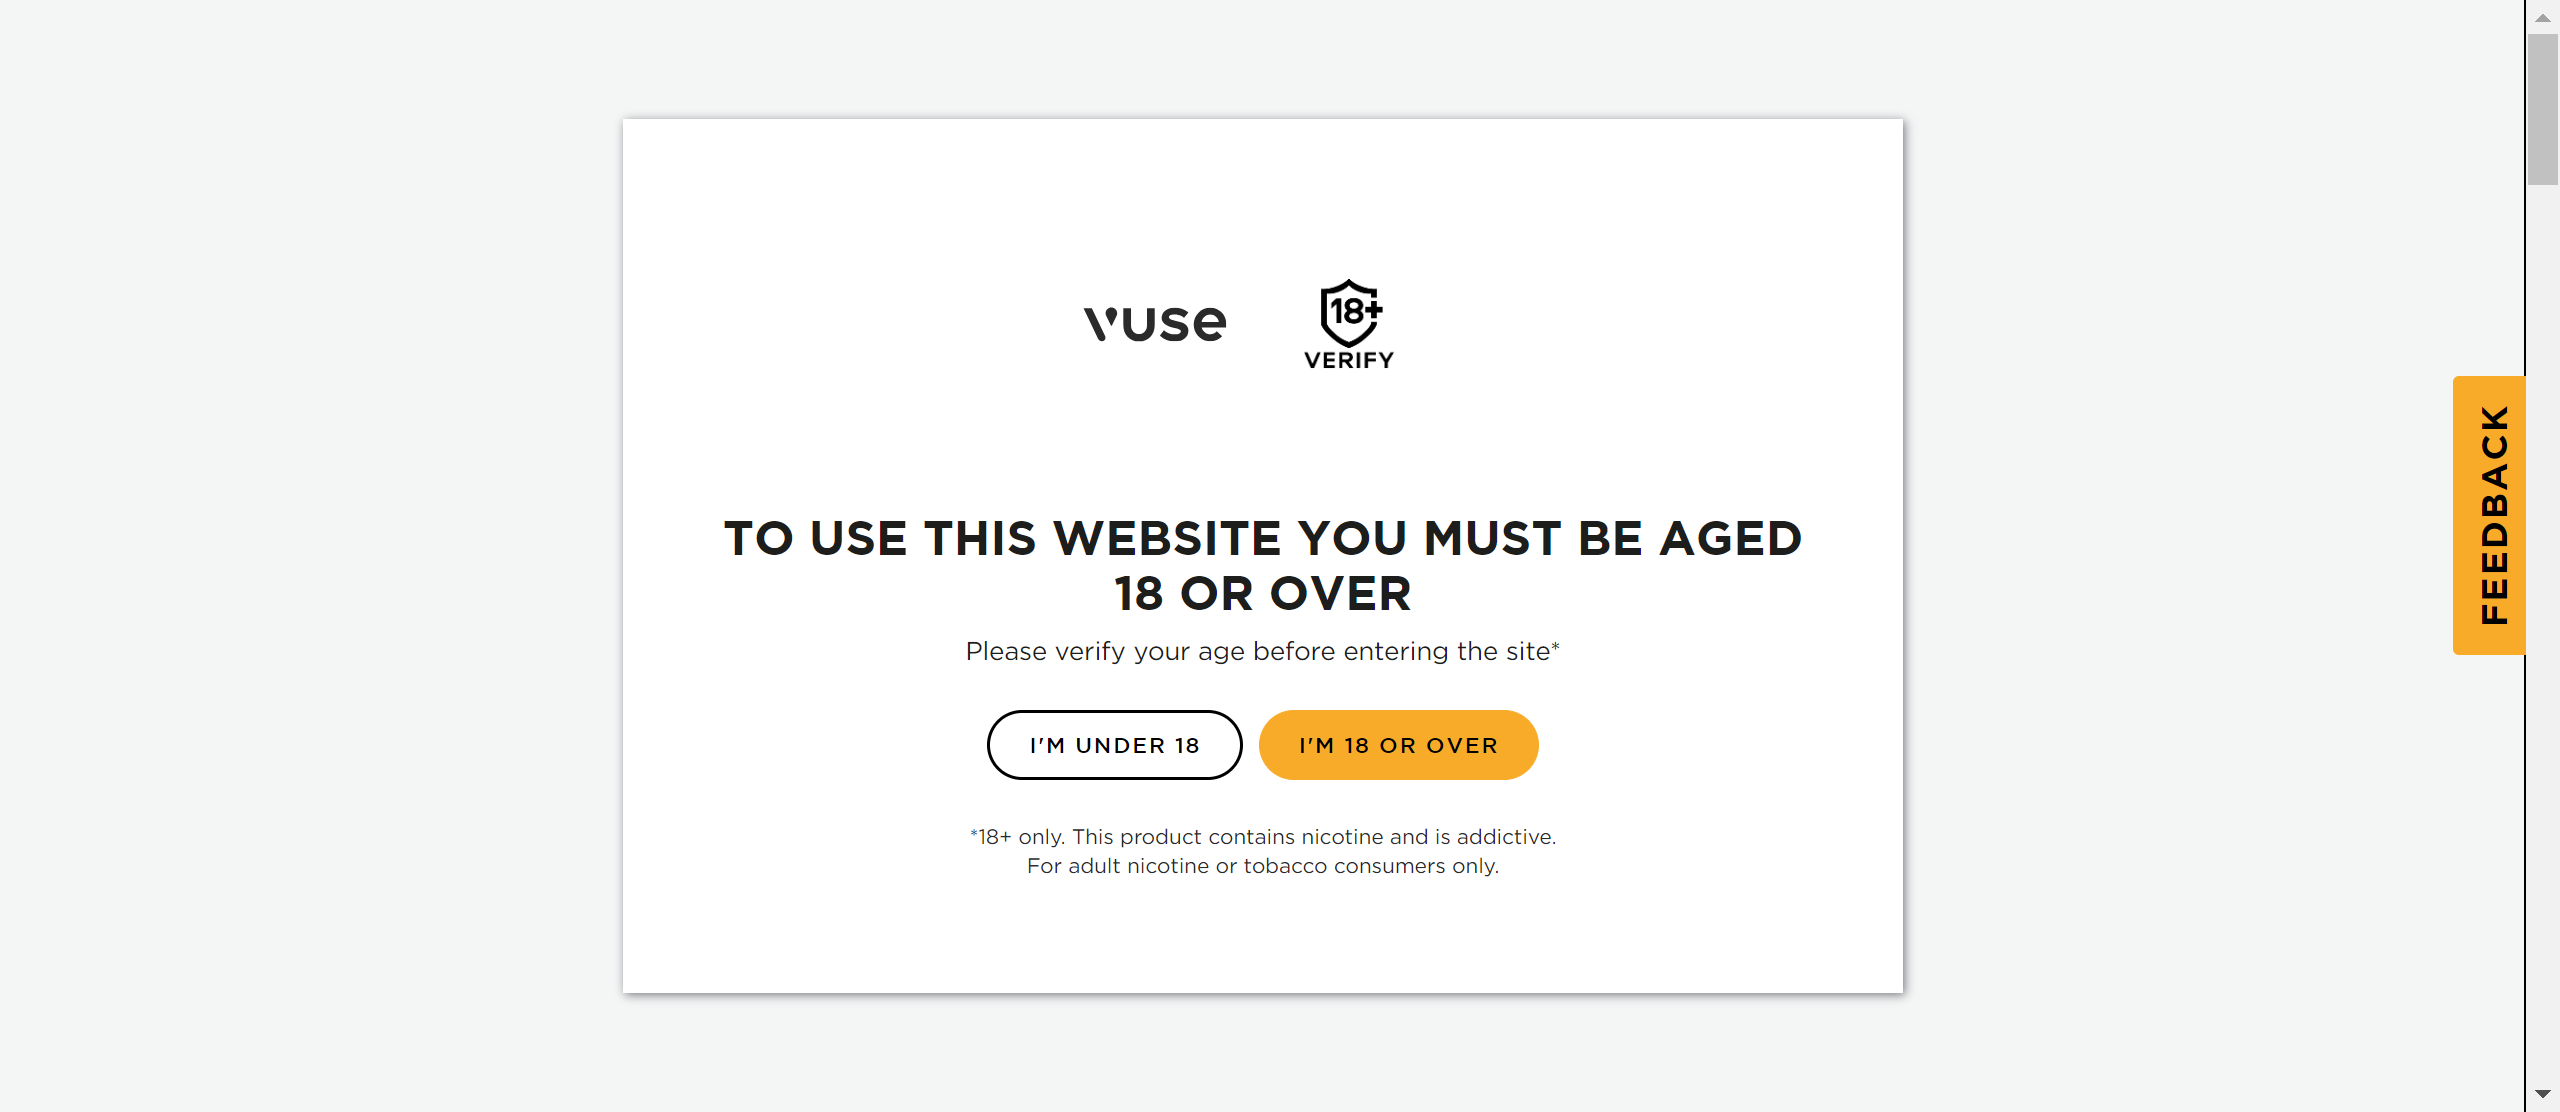 vuse
18+
VERIFY
TO USE THIS WEBSITE YOU MUST BE AGED
18 OR OVER
Please verify your age before entering the site*
I'M UNDER 18
I'M 18 OR OVER
*18+ only. This product contains nicotine and is addictive.
For adult nicotine or tobacco consumers only.
FEEDBACK